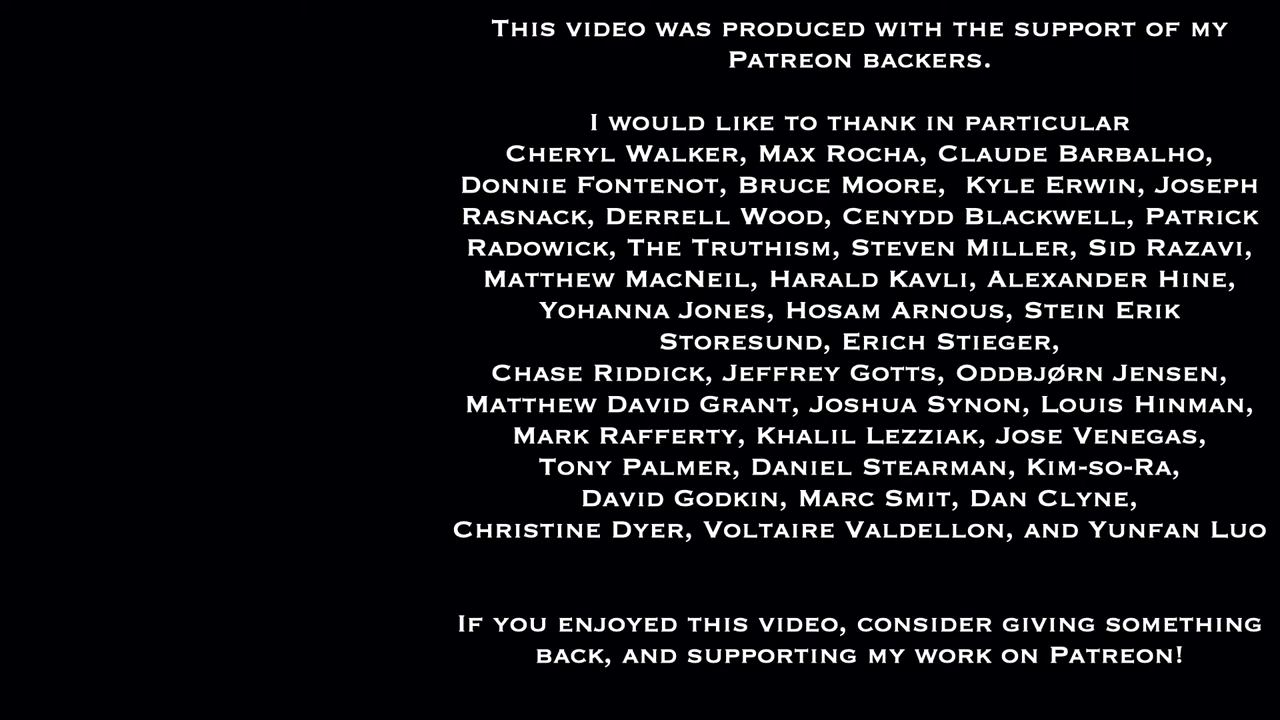 This video was produced with the support of my
Patreon backers.
I would like to thank in particular
Cheryl Walker, Max Rocha, Claude Barbalho,
Donnie Fontenot, Bruce Moore,  Kyle Erwin, Joseph
Rasnack, Derrell Wood, Cenydd Blackwell, Patrick
Radowick, The Truthism, Steven Miller, Sid Razavi,
Matthew MacNeil, Harald Kavli, Alexander Hine,
Yohanna Jones, Hosam Arnous, Stein Erik
Storesund, Erich Stieger,
Chase Riddick, Jeffrey Gotts, Oddbjørn Jensen,
Matthew David Grant, Joshua Synon, Louis Hinman,
Mark Rafferty, Khalil Lezziak, Jose Venegas,
Tony Palmer, Daniel Stearman, Kim-so-Ra,
David Godkin, Marc Smit, Dan Clyne,
Christine Dyer, Voltaire Valdellon, and Yunfan Luo
If you enjoyed this video, consider giving something
back, and supporting my work on Patreon!